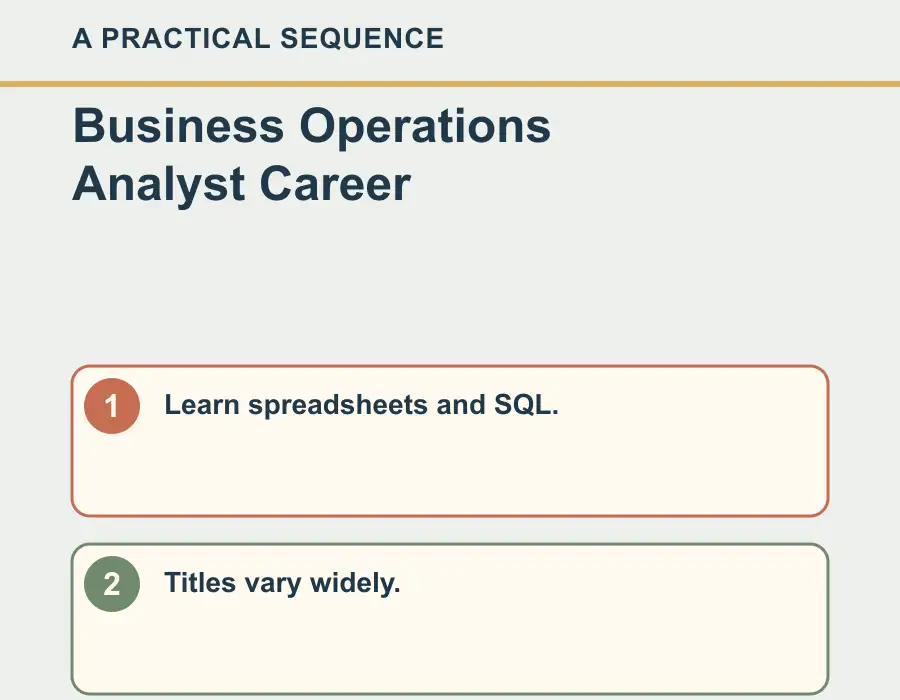 A PRACTICAL SEQUENCE
Business Operations
Analyst Career
1
Learn spreadsheets and SQL.
2
Titles vary widely.